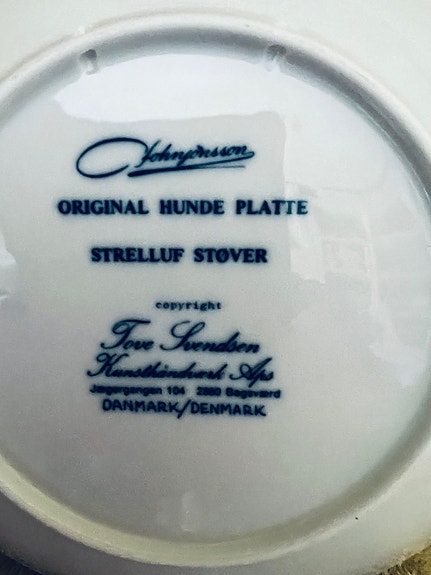 Johnjonsson
ORIGINAL HUNDE PLATTE
STRELLUF STØVER
copyright
Tove Svendsen
Kunsthåndværk Aps
Jægergangen 104 2880 Bagsværd
DANMARK/DENMARK